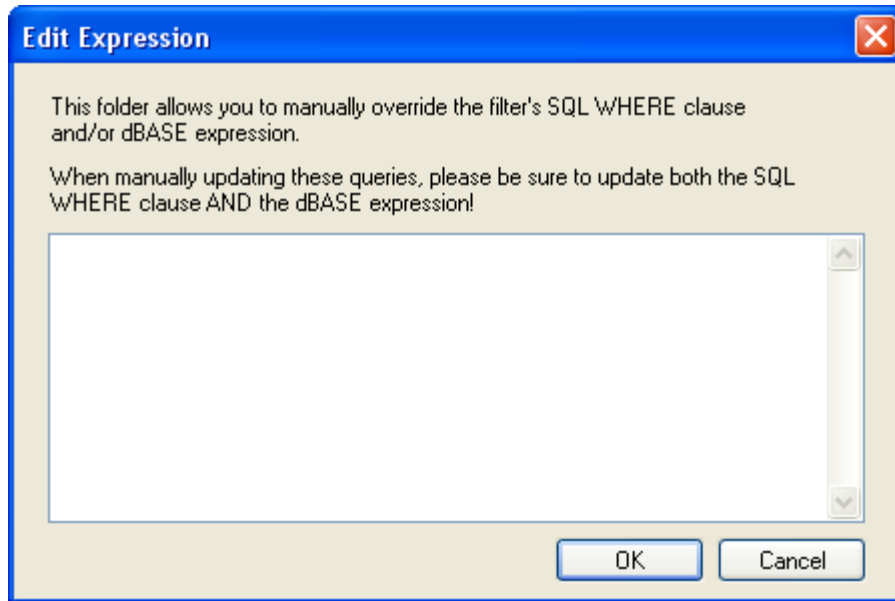 Edit Expression
This folder allows you to manually override the filter's SQL WHERE clause
and/or dBASE expression.
When manually updating these queries, please be sure to update both the SQL
WHERE clause AND the dBASE expression!
OK Cancel